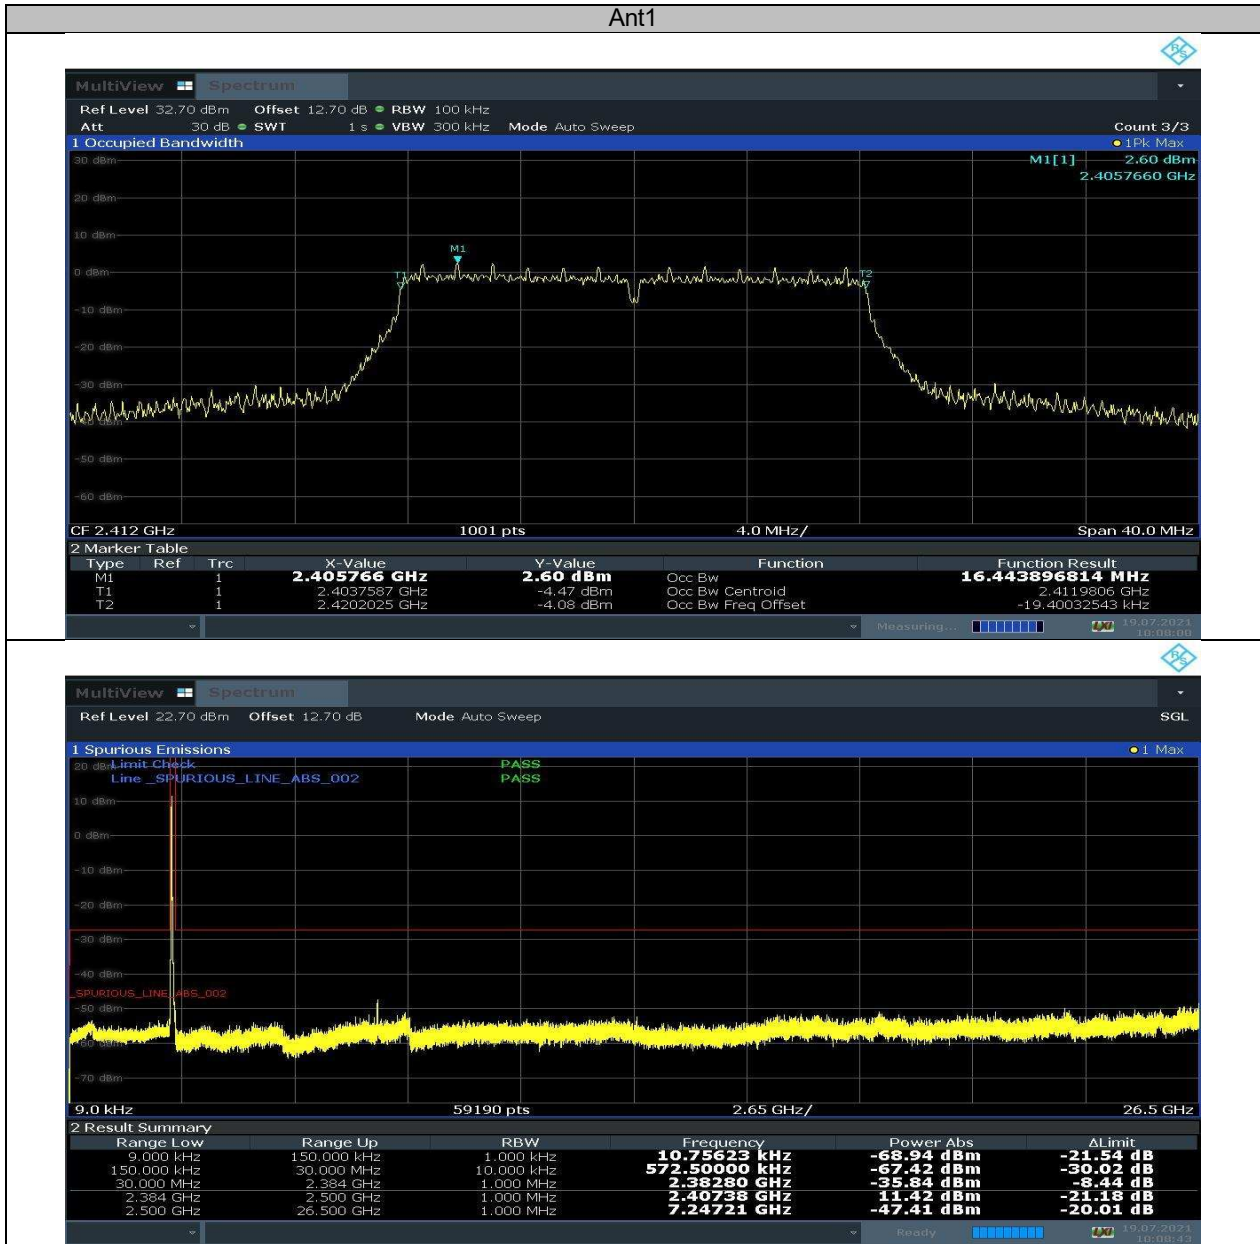 Ant1
MultiView Spectrum
Ref Level 32.70 dBm Offset 12.70 dB RBW 100 kHz
Att 30 dB SWT 1 s VBW 300 kHz Mode Auto Sweep Count 3/3
1 Occupied Bandwidth 1Pk Max
30 dBm M1[1] 2.60 dBm
2.4057660 GHz
20 dBm
10 dBm
M1
0 dBm T1 T2
-10 dBm
-20 dBm
-30 dBm
-40 dBm
-50 dBm
-60 dBm
CF 2.412 GHz 1001 pts 4.0 MHz/ Span 40.0 MHz
2 Marker Table
Type Ref Trc X-Value Y-Value Function Function Result
M1 1 2.405766 GHz 2.60 dBm Occ Bw 16.443896814 MHz
T1 1 2.4037587 GHz -4.47 dBm Occ Bw Centroid 2.4119806 GHz
T2 1 2.4202025 GHz -4.08 dBm Occ Bw Freq Offset -19.40032543 kHz
Measuring... 19.07.2021
10:08:00
MultiView Spectrum
Ref Level 22.70 dBm Offset 12.70 dB Mode Auto Sweep SGL
1 Spurious Emissions 1 Max
20 dBm Limit Check PASS
Line _SPURIOUS_LINE_ABS_002 PASS
10 dBm
0 dBm
-10 dBm
-20 dBm
-30 dBm
-40 dBm
_SPURIOUS_LINE_ABS_002
-50 dBm
-60 dBm
-70 dBm
9.0 kHz 59190 pts 2.65 GHz/ 26.5 GHz
2 Result Summary
Range Low Range Up RBW Frequency Power Abs ΔLimit
9.000 kHz 150.000 kHz 1.000 kHz 10.75623 kHz -68.94 dBm -21.54 dB
150.000 kHz 30.000 MHz 10.000 kHz 572.50000 kHz -67.42 dBm -30.02 dB
30.000 MHz 2.384 GHz 1.000 MHz 2.38280 GHz -35.84 dBm -8.44 dB
2.384 GHz 2.500 GHz 1.000 MHz 2.40738 GHz 11.42 dBm -21.18 dB
2.500 GHz 26.500 GHz 1.000 MHz 7.24721 GHz -47.41 dBm -20.01 dB
Ready 19.07.2021
10:08:43